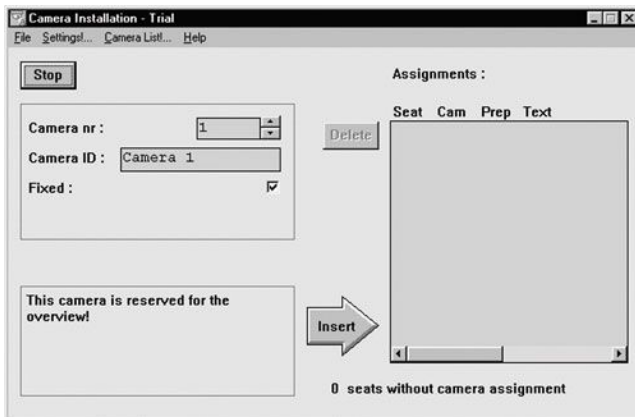 Camera Installation - Trial
File Settings!... Camera List!... Help
Stop
Assignments :
Seat Cam Prep Text
Camera nr : 1
Delete
Camera ID : Camera 1
Fixed :
This camera is reserved for the
overview!
Insert
0 seats without camera assignment